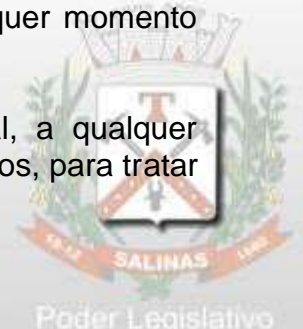 quer momento
l, a qualquer
os, para tratar
SALINAS
Poder Legislativo